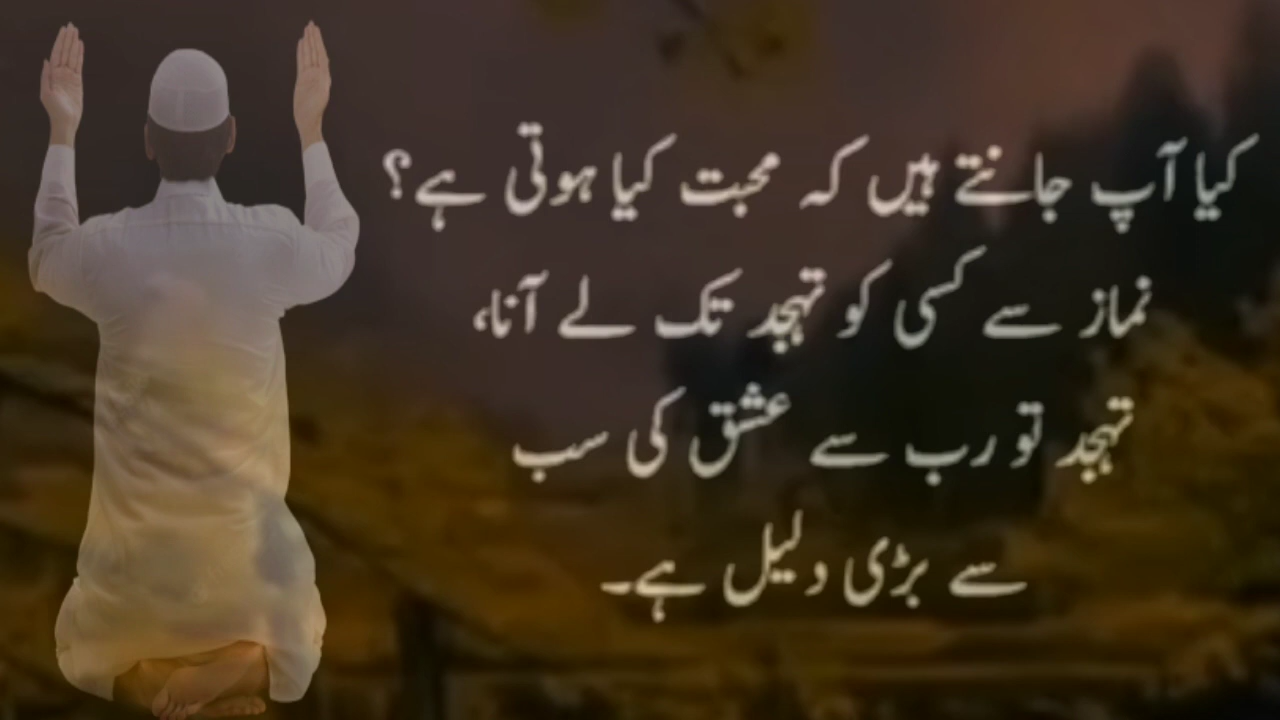 کیا آپ جانتے ہیں کہ محبت کیا ہوتی ہے؟
نماز سے کسی کو تہجد تک لے آنا،
تہجد تو رب سے عشق کی سب
سے بڑی دلیل ہے۔